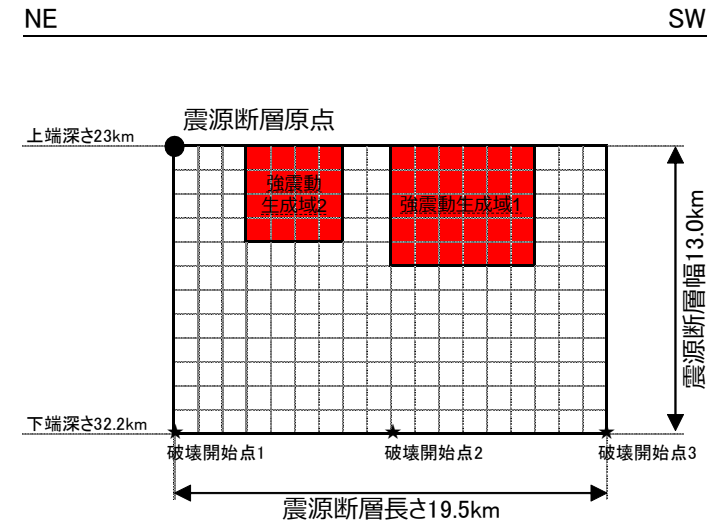 NE
SW
震源断層原点
上端深さ23km
強震動
生成域2
強震動生成域1
震源断層幅13.0km
下端深さ32.2km
破壊開始点1
破壊開始点2
破壊開始点3
震源断層長さ19.5km